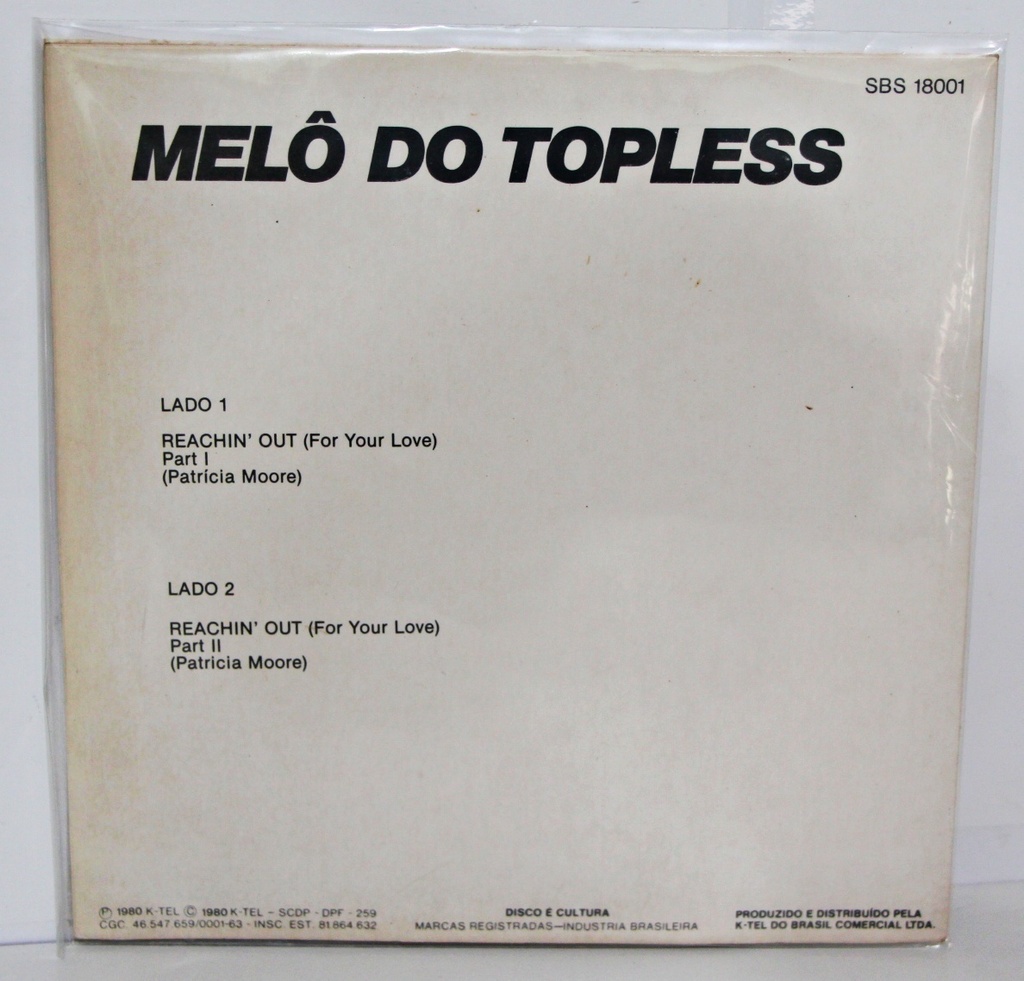 SBS 18001
MELÔ DO TOPLESS
LADO 1
REACHIN' OUT (For Your Love)
Part I
(Patrícia Moore)
LADO 2
REACHIN' OUT (For Your Love)
Part II
(Patricia Moore)
Ⓟ 1980 K-TEL © 1980 K-TEL – SCDP - DPF - 259
CGC. 46.547.659/0001-63 - INSC. EST. 81.864.632
DISCO É CULTURA
MARCAS REGISTRADAS—INDUSTRIA BRASILEIRA
PRODUZIDO E DISTRIBUÍDO PELA
K-TEL DO BRASIL COMERCIAL LTDA.